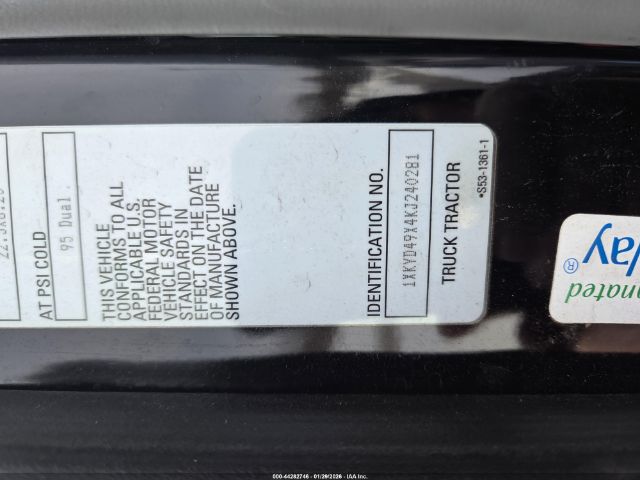 AT PSI COLD
95 Dual.
THIS VEHICLE
CONFORMS TO ALL
APPLICABLE U.S.
FEDERAL MOTOR
VEHICLE SAFETY
STANDARDS IN
EFFECT ON THE DATE
OF MANUFACTURE
SHOWN ABOVE.
IDENTIFICATION NO.
1XKYD49X4KJ240281
TRUCK TRACTOR
•S53-1361-1
inated
Way®
000-44282746 - 01/29/2026 - IAA Inc.